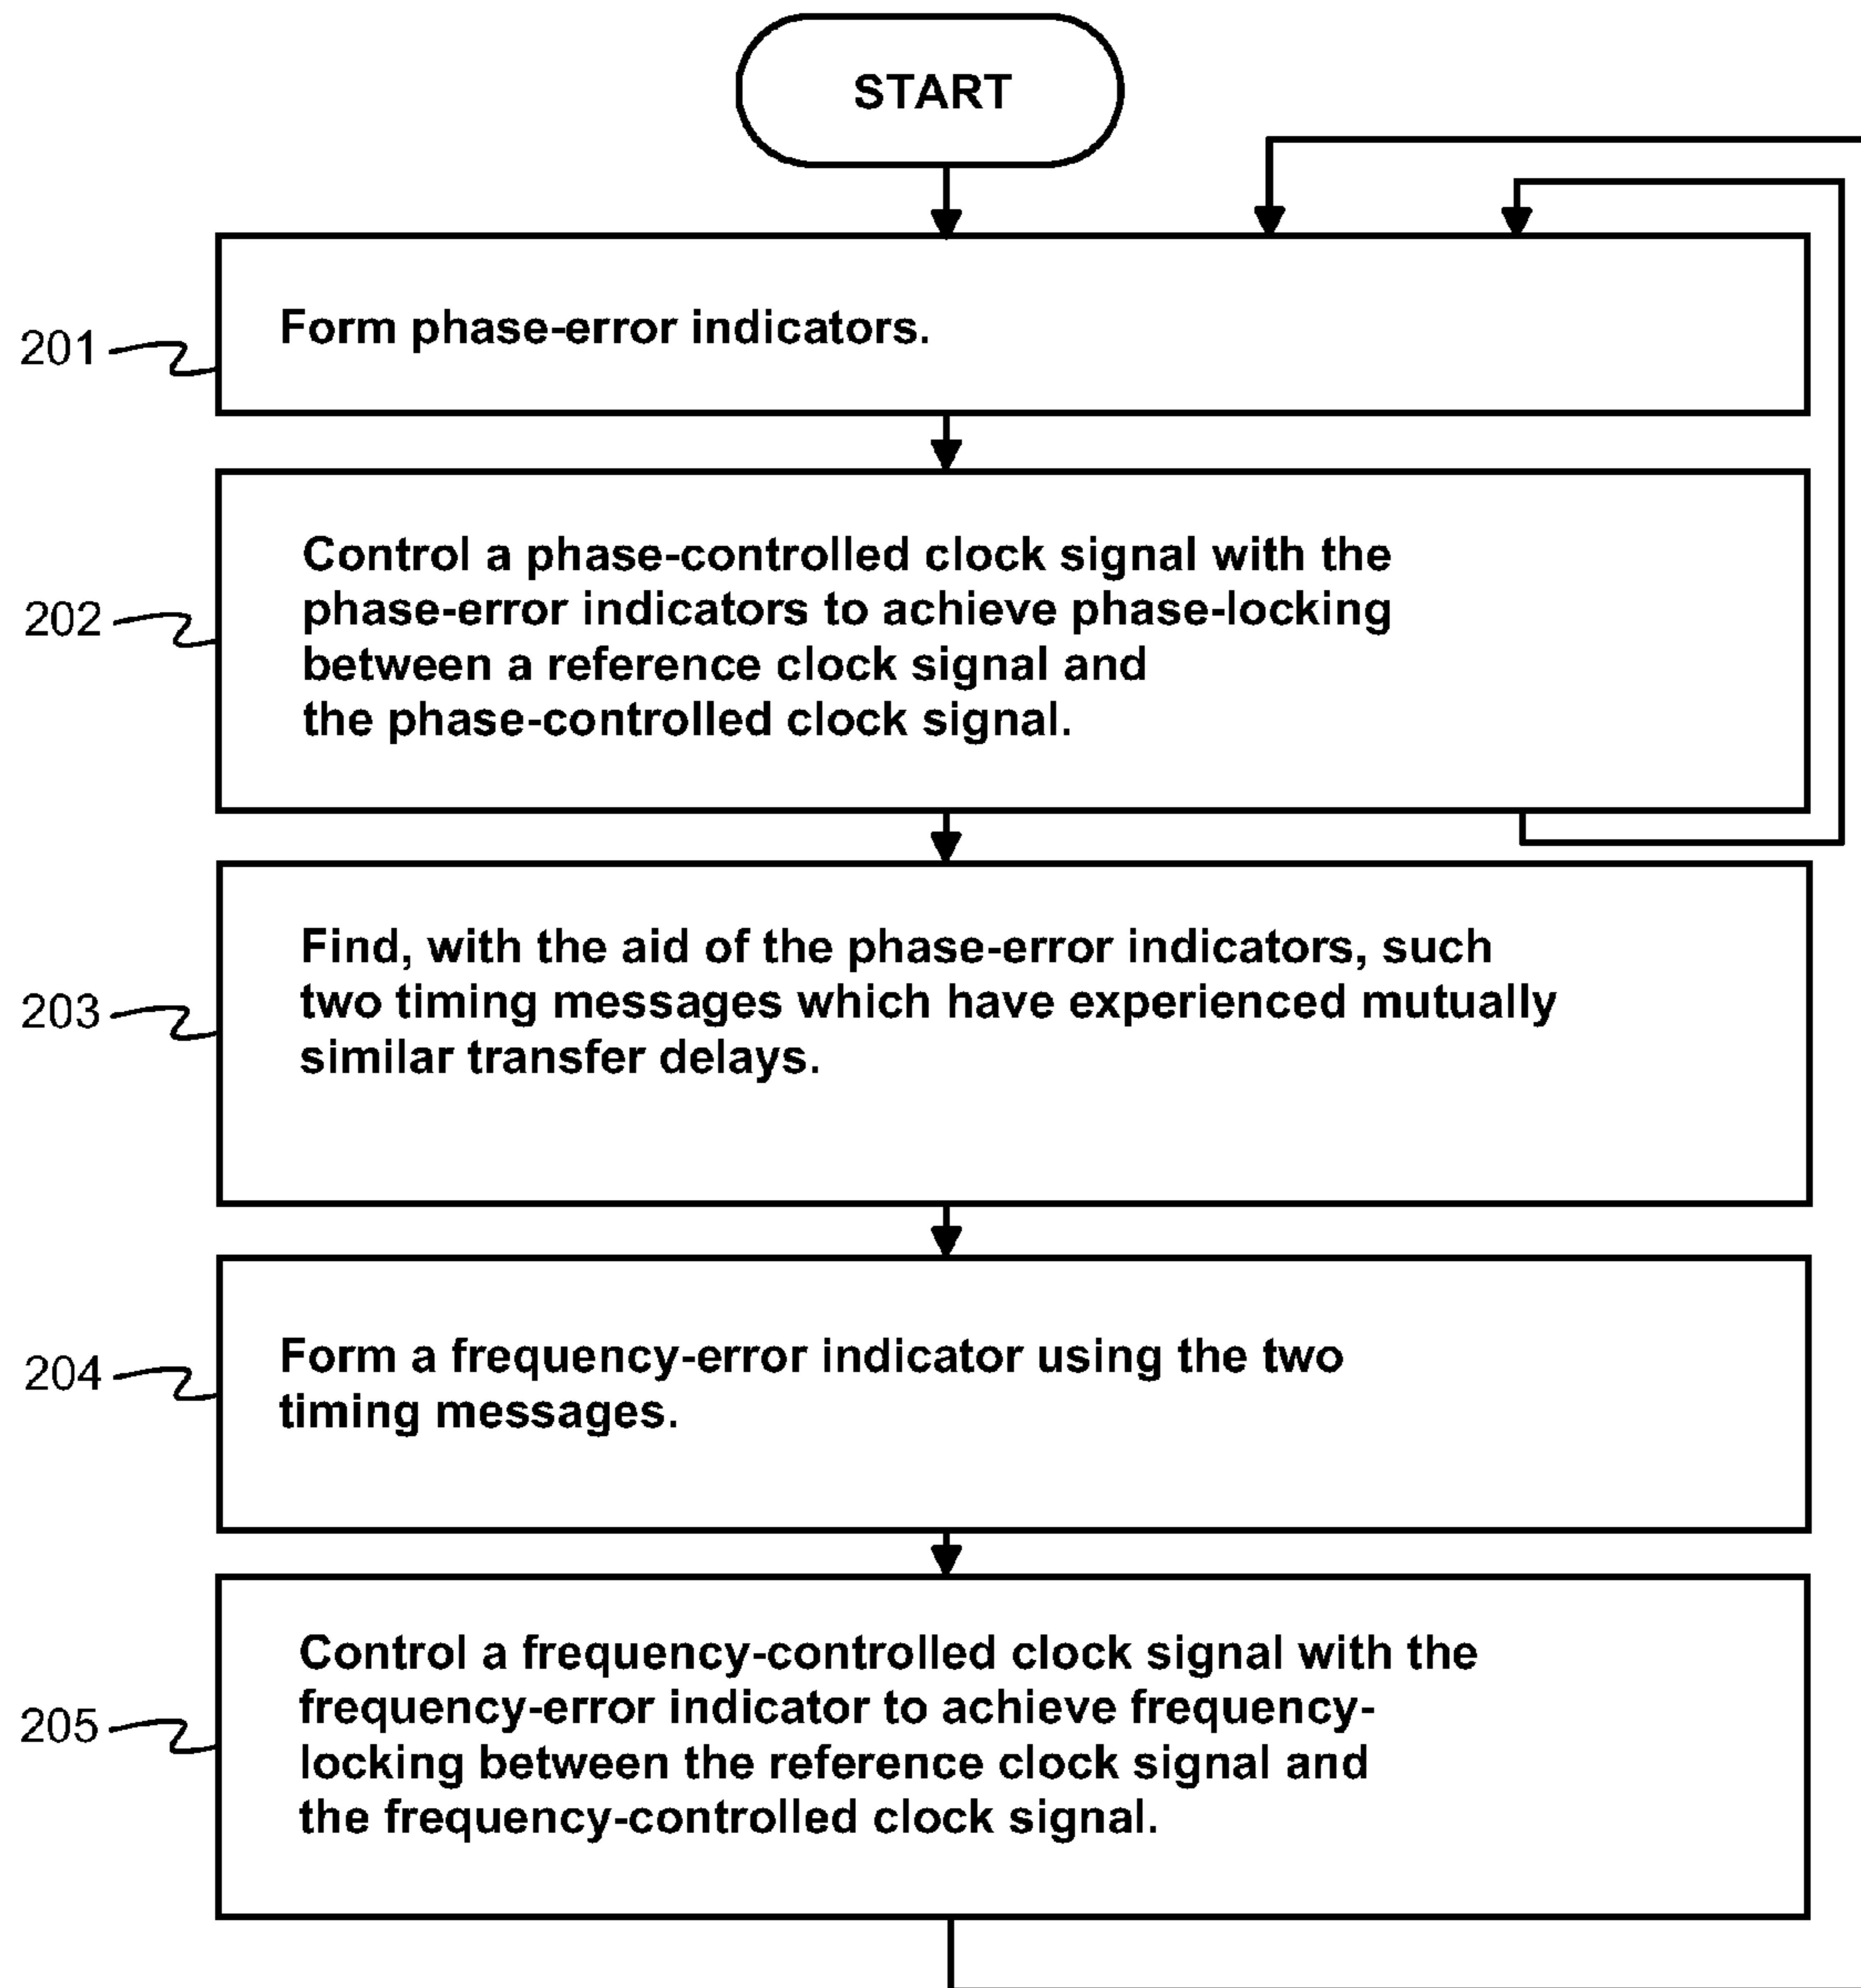 START
201
Form phase-error indicators.
202
Control a phase-controlled clock signal with the
phase-error indicators to achieve phase-locking
between a reference clock signal and
the phase-controlled clock signal.
203
Find, with the aid of the phase-error indicators, such
two timing messages which have experienced mutually
similar transfer delays.
204
Form a frequency-error indicator using the two
timing messages.
205
Control a frequency-controlled clock signal with the
frequency-error indicator to achieve frequency-
locking between the reference clock signal and
the frequency-controlled clock signal.